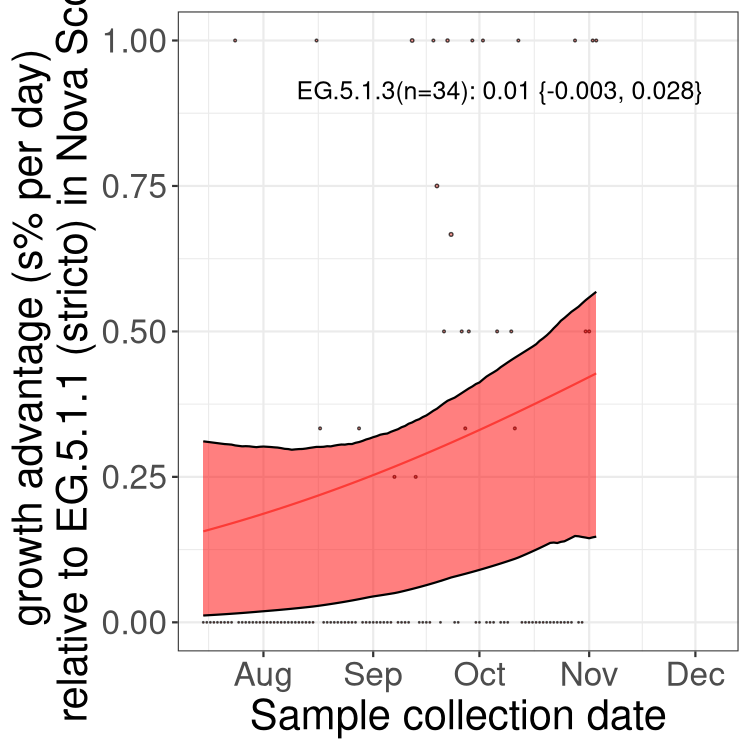 growth advantage (s% per day)
relative to EG.5.1.1 (stricto) in Nova
1.00
0.75
0.50
0.25
0.00
EG.5.1.3(n=34): 0.01 {-0.003, 0.028}
Aug Sep Oct Nov Dec
Sample collection date